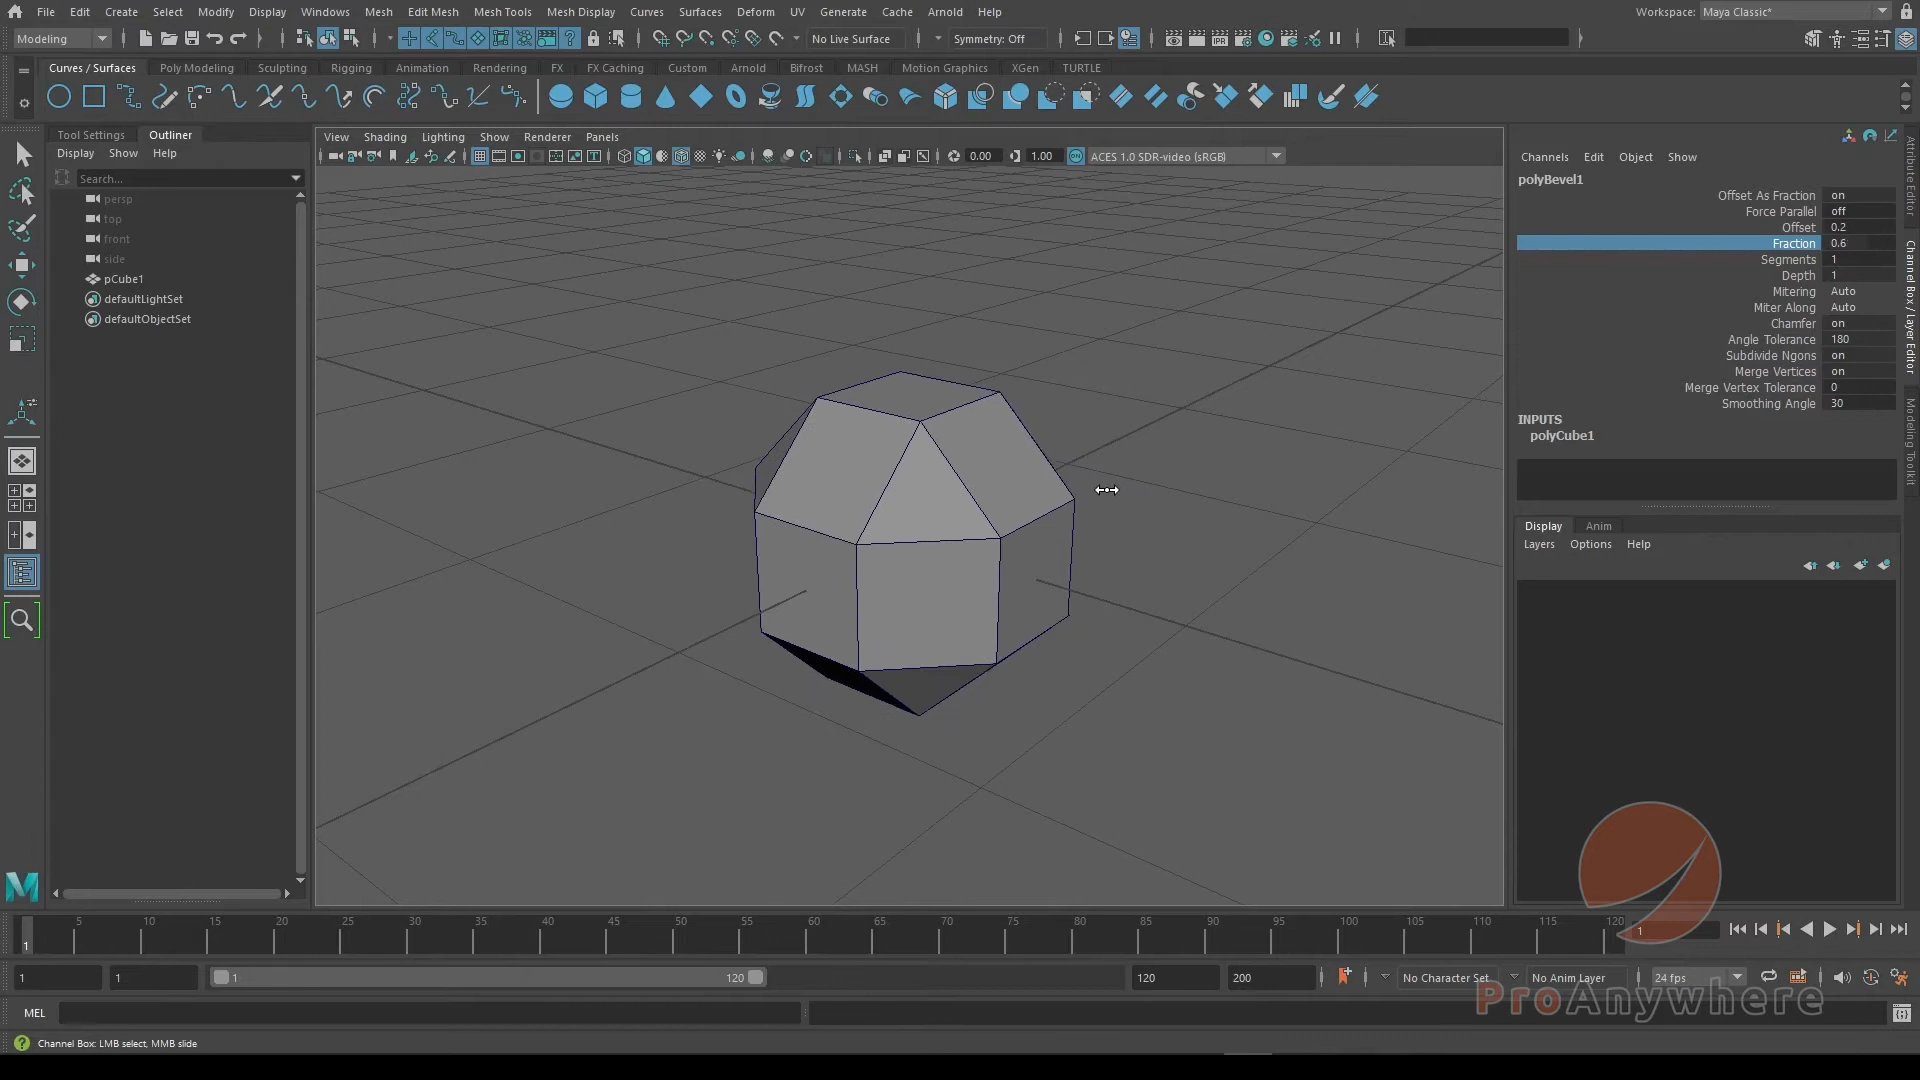 File Edit Create Select Modify Display Windows Mesh Edit Mesh Mesh Tools Mesh Display Curves Surfaces Deform UV Generate Cache Arnold Help Workspace: Maya Classic*
Modeling No Live Surface Symmetry: Off
Curves / Surfaces Poly Modeling Sculpting Rigging Animation Rendering FX FX Caching Custom Arnold Bifrost MASH Motion Graphics XGen TURTLE
Tool Settings Outliner
Display Show Help
Search...
persp
top
front
side
pCube1
defaultLightSet
defaultObjectSet
View Shading Lighting Show Renderer Panels
0.00 1.00 ACES 1.0 SDR-video (sRGB)
Channels Edit Object Show
polyBevel1
Offset As Fraction on
Force Parallel off
Offset 0.2
Fraction 0.6
Segments 1
Depth 1
Mitering Auto
Miter Along Auto
Chamfer on
Angle Tolerance 180
Subdivide Ngons on
Merge Vertices on
Merge Vertex Tolerance 0
Smoothing Angle 30
INPUTS
polyCube1
Display Anim
Layers Options Help
Attribute Editor
Channel Box / Layer Editor
Modeling Toolkit
5 10 15 20 25 30 35 40 45 50 55 60 65 70 75 80 85 90 95 100 105 110 115 120
1 1
1 1 1 120 120 200 No Character Set No Anim Layer 24 fps
ProAnywhere
MEL
Channel Box: LMB select, MMB slide